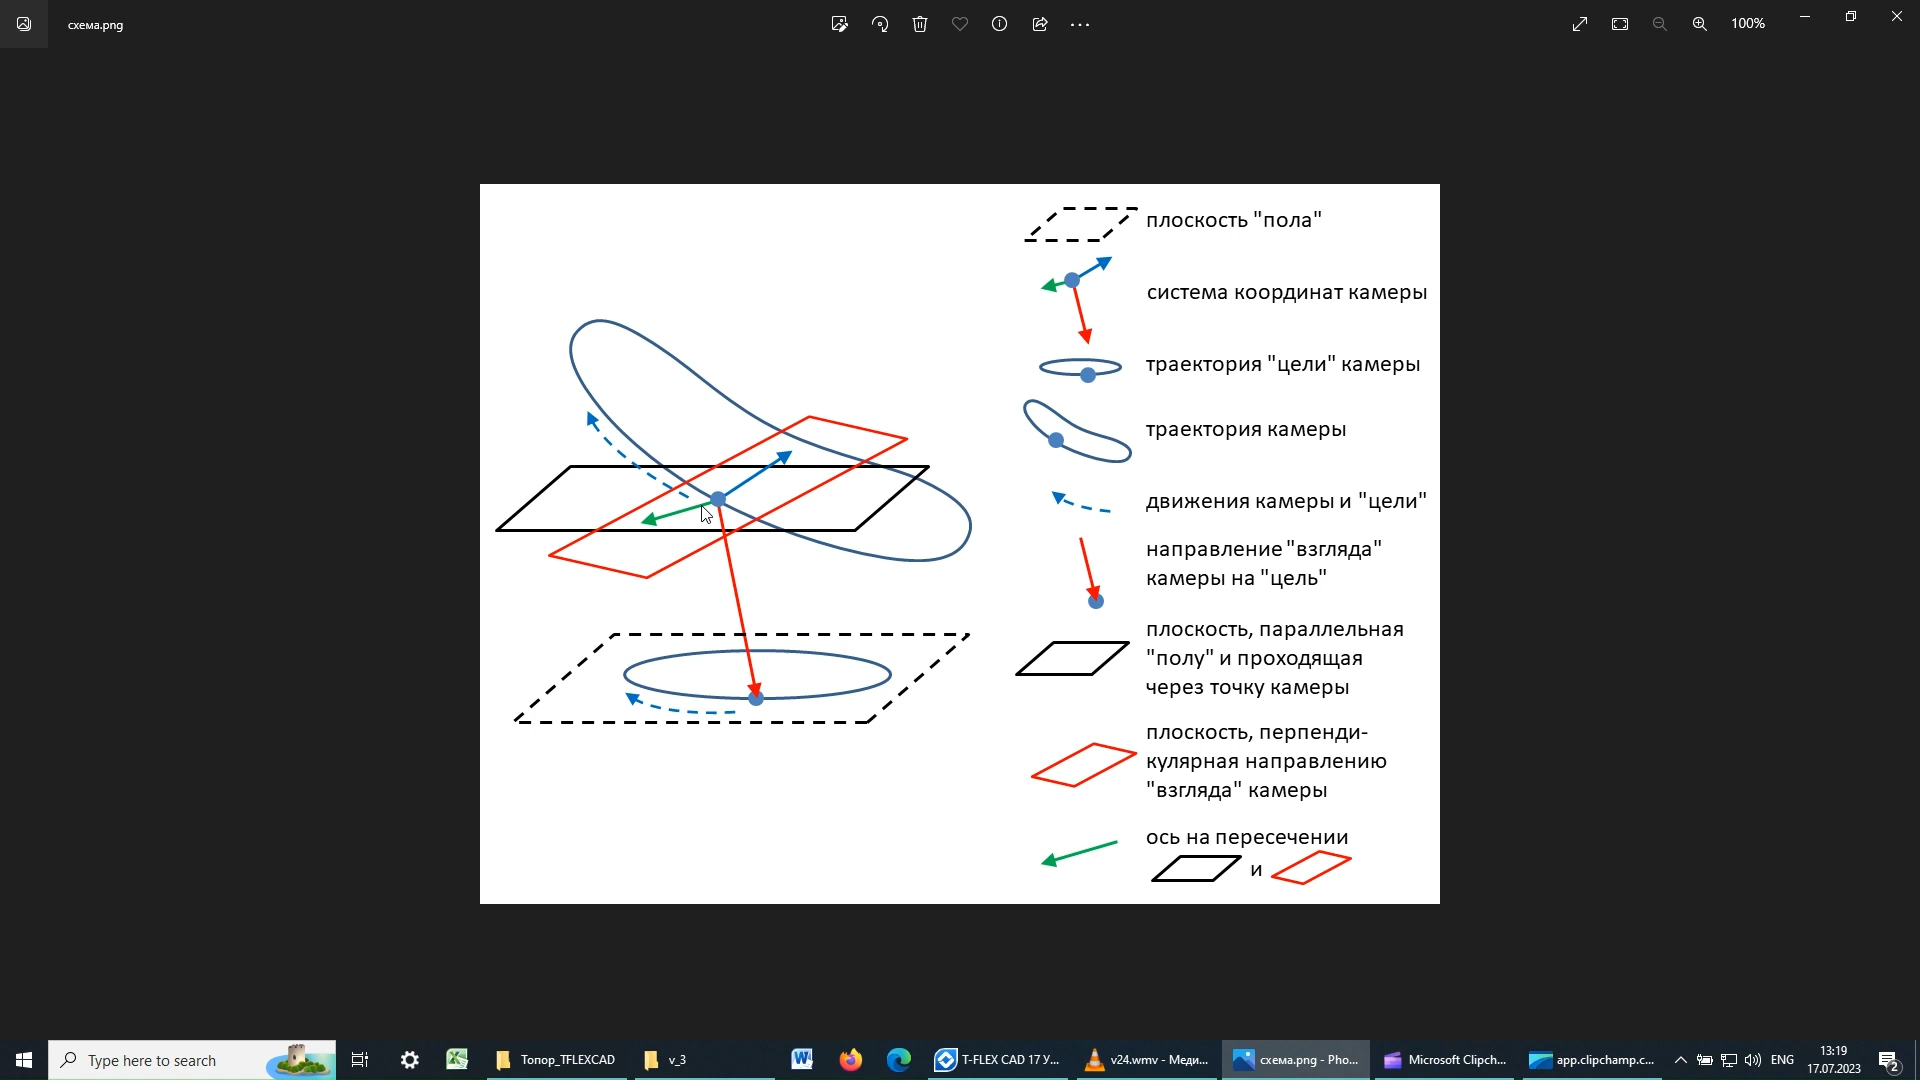 схема.png
100%
плоскость "пола"
система координат камеры
траектория "цели" камеры
траектория камеры
движения камеры и "цели"
направление "взгляда"
камеры на "цель"
плоскость, параллельная
"полу" и проходящая
через точку камеры
плоскость, перпенди-
кулярная направлению
"взгляда" камеры
ось на пересечении
и
Type here to search
Топор_TFLEXCAD
v_3
T-FLEX CAD 17 У...
v24.wmv - Меди...
схема.png - Pho...
Microsoft Clipch...
app.clipchamp.c...
ENG
13:19
17.07.2023
2